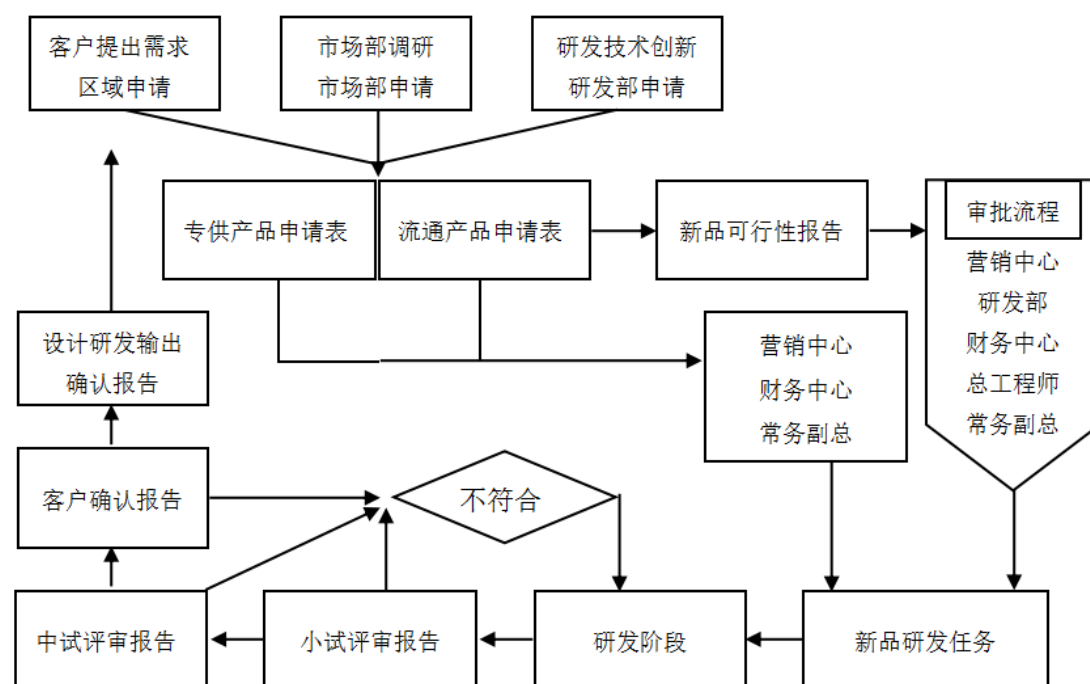 客户提出需求
区域申请
市场部调研
市场部申请
研发技术创新
研发部申请
专供产品申请表
流通产品申请表
新品可行性报告
审批流程
营销中心
研发部
财务中心
总工程师
常务副总
营销中心
财务中心
常务副总
设计研发输出
确认报告
客户确认报告
不符合
中试评审报告
小试评审报告
研发阶段
新品研发任务